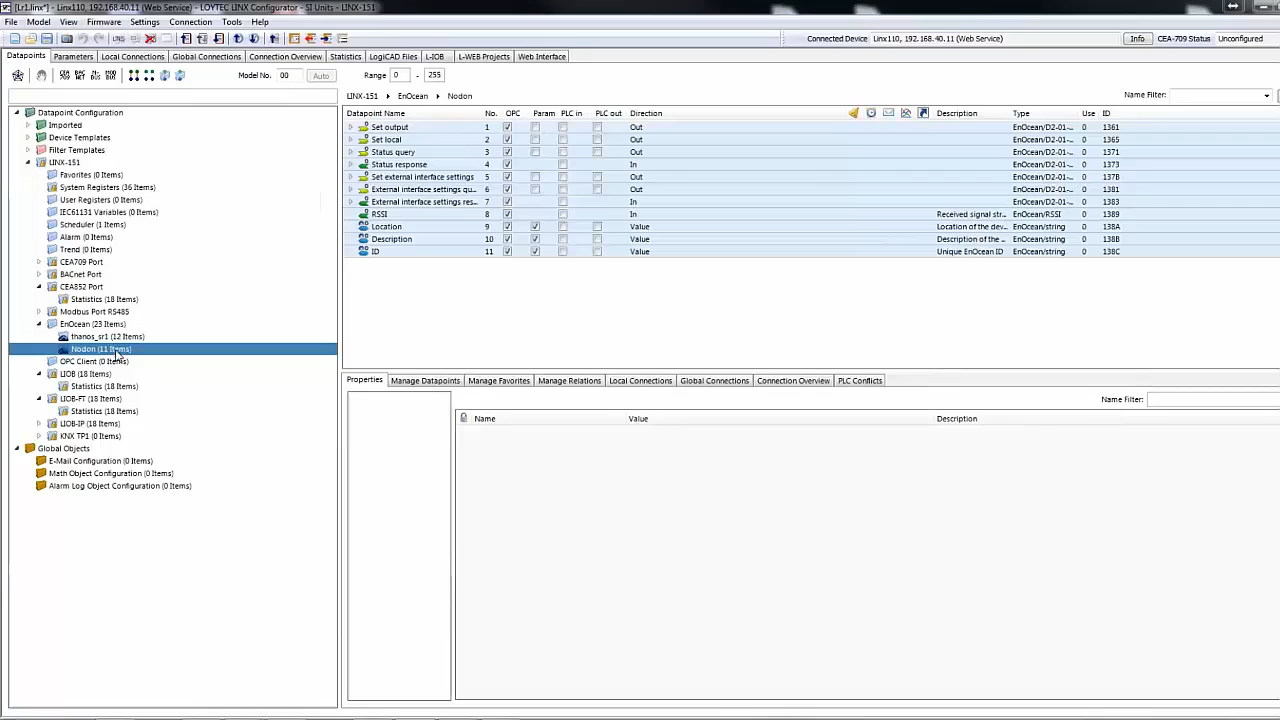 [Lr1.linx*] - Linx110, 192.168.40.11 (Web Service) - LOYTEC LINX Configurator - SI Units - LINX-151
File Model View Firmware Settings Connection Tools Help
Connected Device Linx110, 192.168.40.11 (Web Service) Info CEA-709 Status Unconfigured
Datapoints Parameters Local Connections Global Connections Connection Overview Statistics LogiCAD Files L-IOB L-WEB Projects Web Interface
Model No. 00 Auto Range 0 - 255
LINX-151 EnOcean Nodon Name Filter:
Datapoint Configuration
Imported
Device Templates
Filter Templates
LINX-151
Favorites (0 Items)
System Registers (36 Items)
User Registers (0 Items)
IEC61131 Variables (0 Items)
Scheduler (1 Items)
Alarm (0 Items)
Trend (0 Items)
CEA709 Port
BACnet Port
CEA852 Port
Statistics (18 Items)
Modbus Port RS485
EnOcean (23 Items)
thanos_sr1 (12 Items)
Nodon (11 Items)
OPC Client (0 Items)
LIOB (18 Items)
Statistics (18 Items)
LIOB-FT (18 Items)
Statistics (18 Items)
LIOB-IP (18 Items)
KNX TP1 (0 Items)
Global Objects
E-Mail Configuration (0 Items)
Math Object Configuration (0 Items)
Alarm Log Object Configuration (0 Items)
Datapoint Name No. OPC Param PLC in PLC out Direction Description Type Use ID
Set output 1 Out EnOcean/D2-01-... 0 1361
Set local 2 Out EnOcean/D2-01-... 0 1365
Status query 3 Out EnOcean/D2-01-... 0 1371
Status response 4 In EnOcean/D2-01-... 0 1373
Set external interface settings 5 Out EnOcean/D2-01-... 0 137B
External interface settings qu... 6 Out EnOcean/D2-01-... 0 1381
External interface settings res... 7 In EnOcean/D2-01-... 0 1383
RSSI 8 In Received signal str... EnOcean/RSSI 0 1389
Location 9 Value Location of the dev... EnOcean/string 0 138A
Description 10 Value Description of the ... EnOcean/string 0 138B
ID 11 Value Unique EnOcean ID EnOcean/string 0 138C
Properties Manage Datapoints Manage Favorites Manage Relations Local Connections Global Connections Connection Overview PLC Conflicts
Name Filter:
Name Value Description